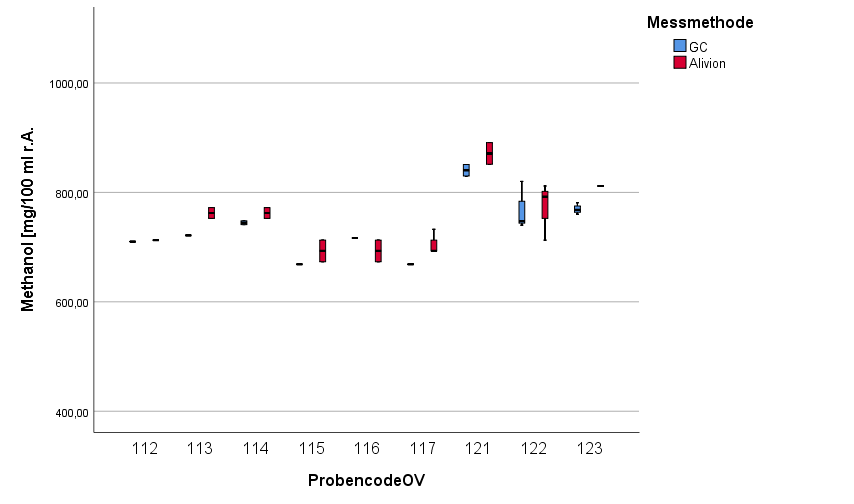 Messmethode
GC
Alivion
Methanol [mg/100 ml r.A.
1000,00
800,00
600,00
400,00
112 113 114 115 116 117 121 122 123
ProbencodeOV